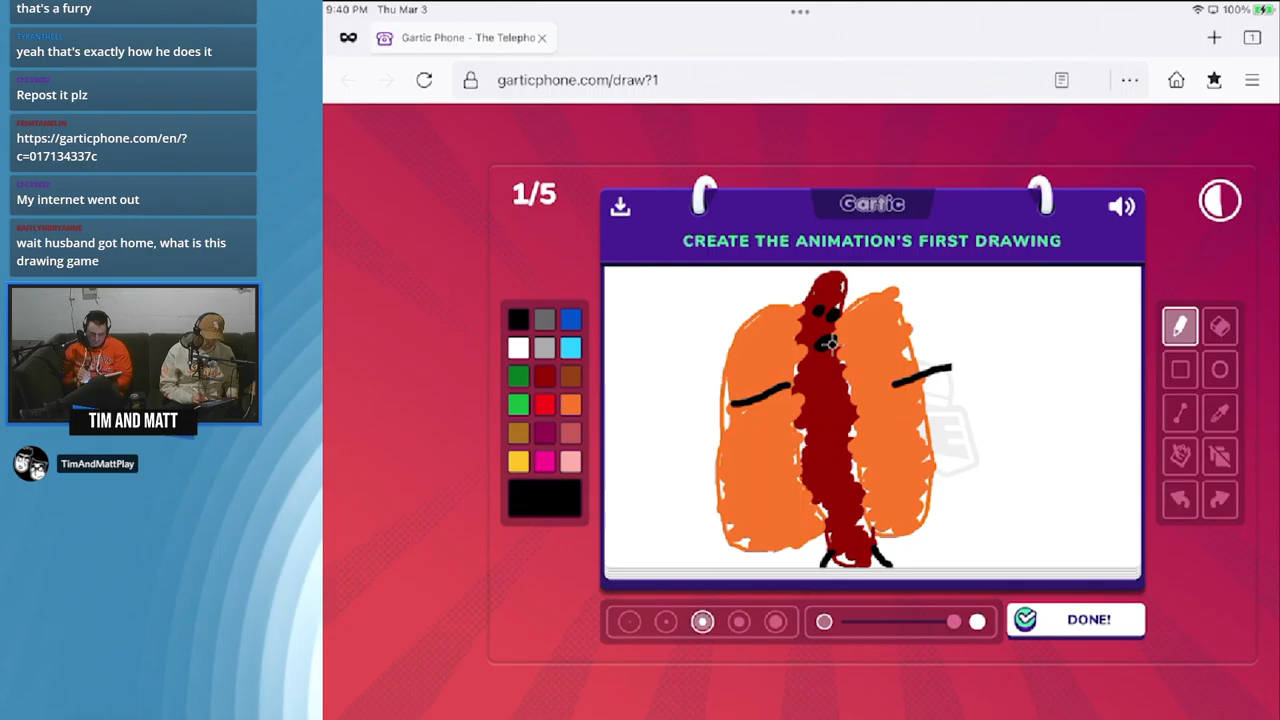 that's a furry
yeah that's exactly how he does it
Repost it plz
https://garticphone.com/en/?
c=017134337c
My internet went out
KAITLYNBRYANNE
wait husband got home, what is this
drawing game
TIM AND MATT
TimAndMattPlay
9:40 PM Thu Mar 3
100%
Gartic Phone - The Telepho
1
garticphone.com/draw?1
1/5
Gartic
CREATE THE ANIMATION'S FIRST DRAWING
DONE!